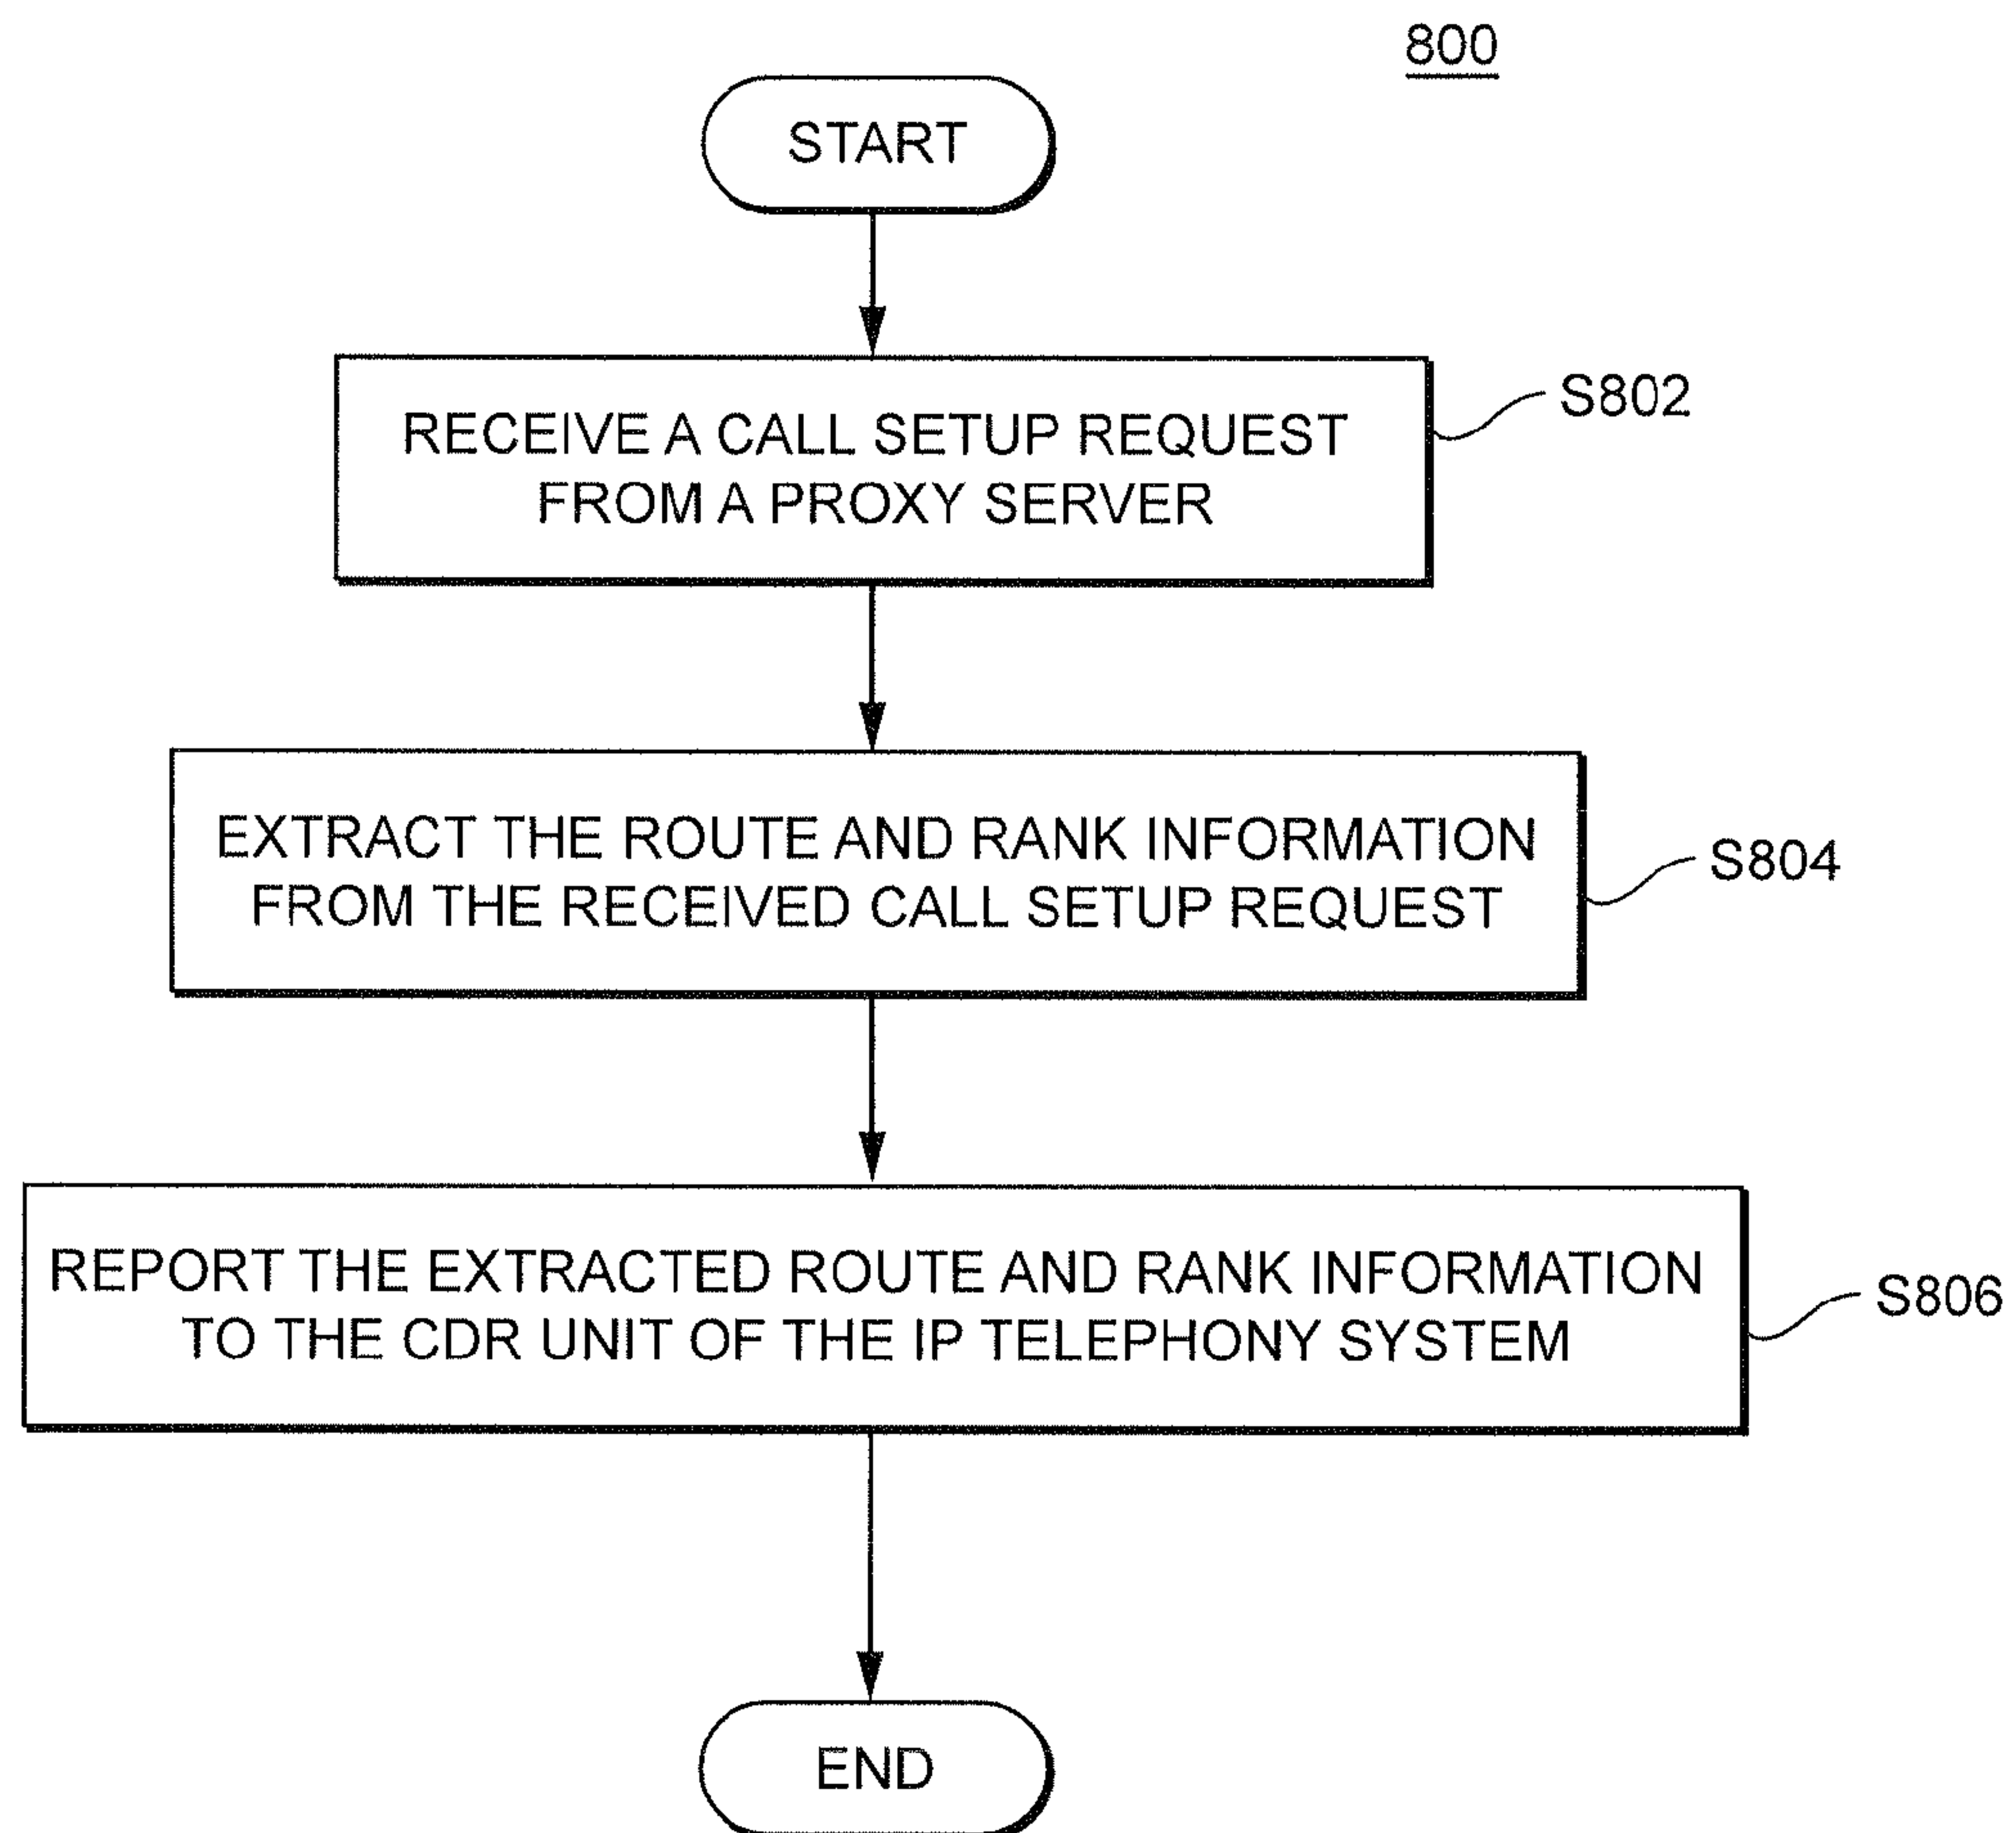 800
START
RECEIVE A CALL SETUP REQUEST
FROM A PROXY SERVER
S802
EXTRACT THE ROUTE AND RANK INFORMATION
FROM THE RECEIVED CALL SETUP REQUEST
S804
REPORT THE EXTRACTED ROUTE AND RANK INFORMATION
TO THE CDR UNIT OF THE IP TELEPHONY SYSTEM
S806
END